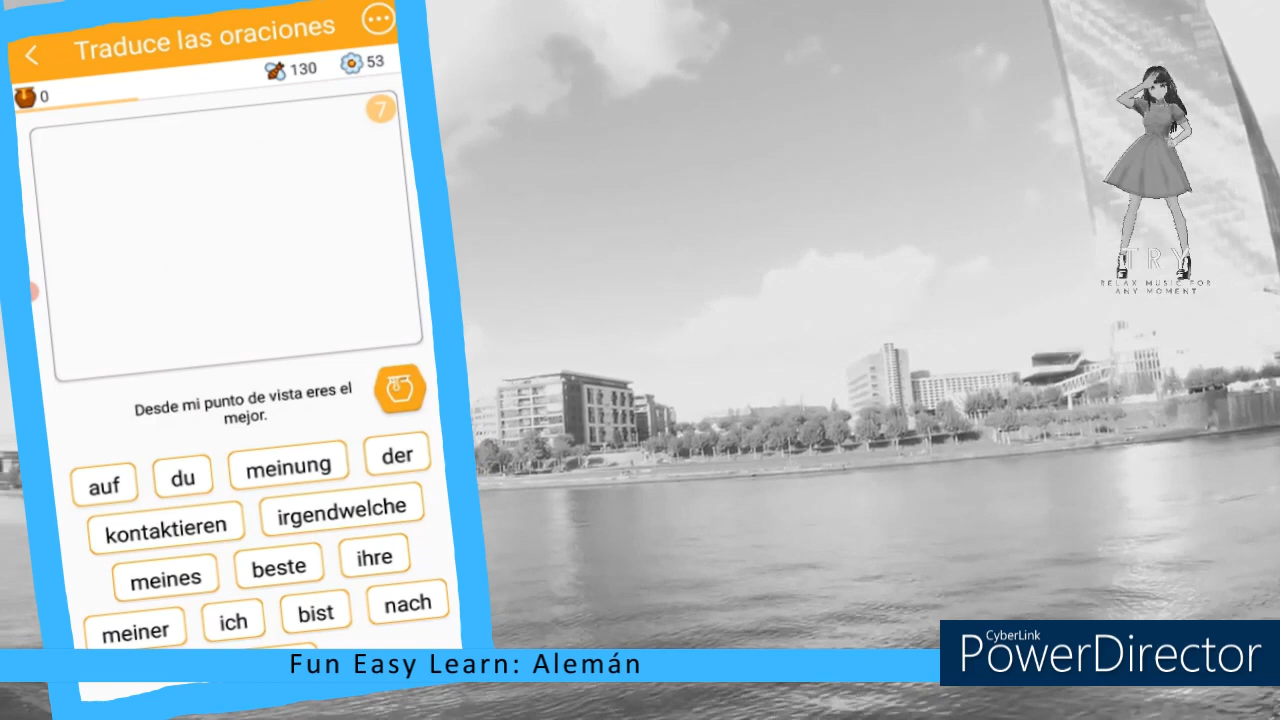 Traduce las oraciones
130
53
0
7
Desde mi punto de vista eres el
mejor.
auf
du
meinung
der
kontaktieren
irgendwelche
meines
beste
ihre
meiner
ich
bist
nach
Fun Easy Learn: Alemán
TRY
RELAX MUSIC FOR
ANY MOMENT
CyberLink
PowerDirector